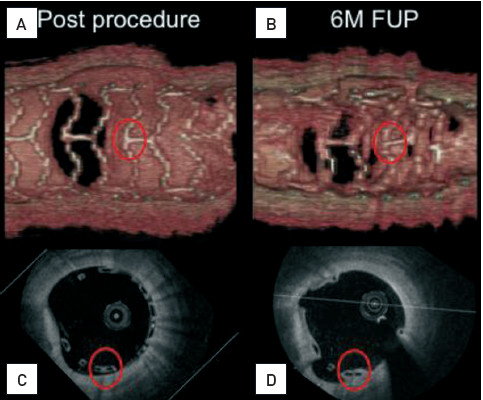 A Post procedure
B 6M FUP
C
D